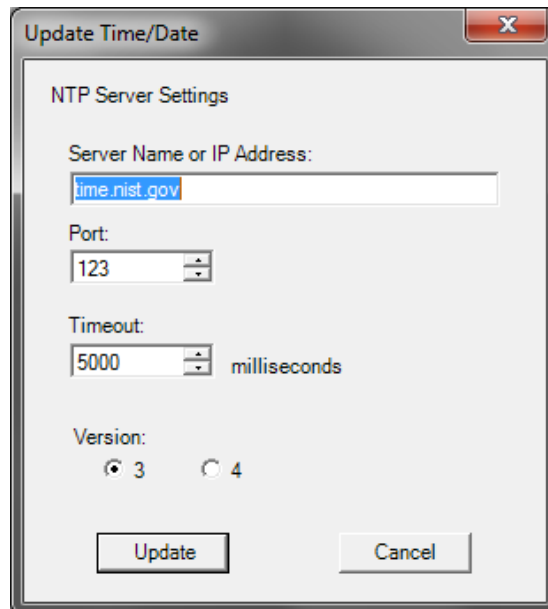 Update Time/Date
NTP Server Settings
Server Name or IP Address:
time.nist.gov
Port:
123
Timeout:
5000 milliseconds
Version:
3 4
Update Cancel